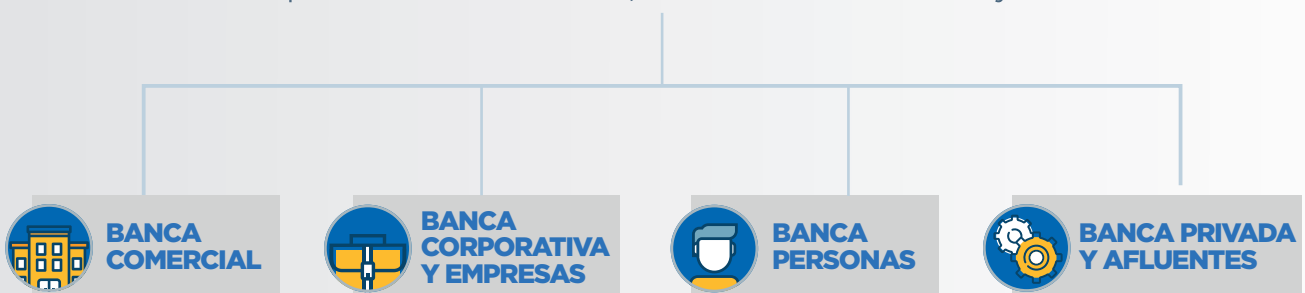 BANCA
COMERCIAL
BANCA
CORPORATIVA
Y EMPRESAS
BANCA
PERSONAS
BANCA PRIVADA
Y AFLUENTES